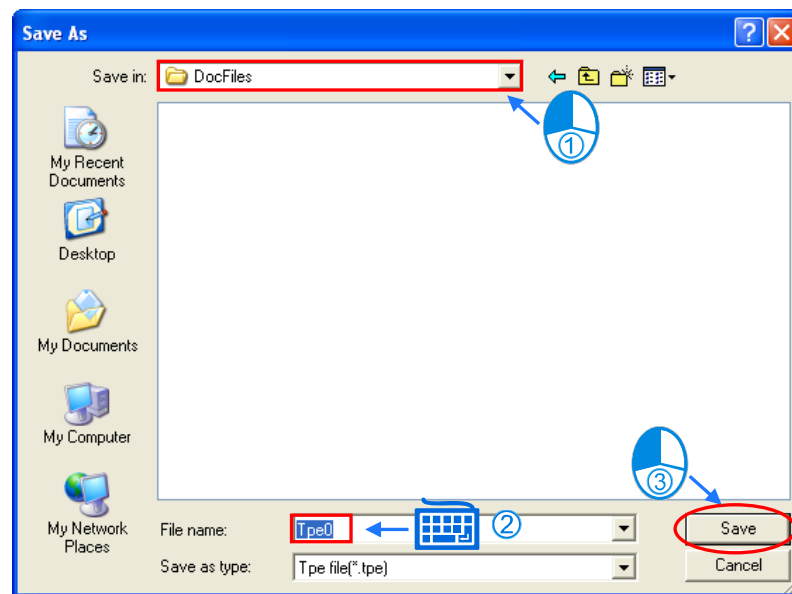 Save As
Save in:
DocFiles
①
My Recent
Documents
Desktop
My Documents
My Computer
My Network
Places
③
File name:
Tpe0
②
Save
Save as type:
Tpe file(*.tpe)
Cancel